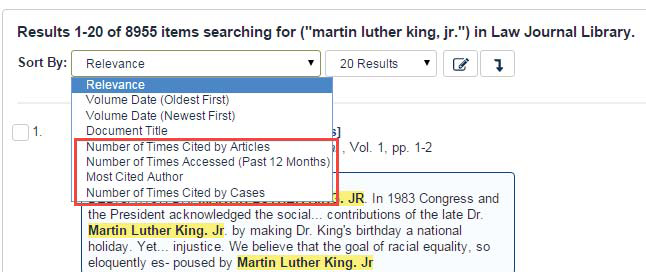 Results 1-20 of 8955 items searching for ("martin luther king, jr.") in Law Journal Library.
Sort By: Relevance 20 Results
Relevance
Volume Date (Oldest First)
Volume Date (Newest First)
Document Title
1. s]
Number of Times Cited by Articles , Vol. 1, pp. 1-2
Number of Times Accessed (Past 12 Months)
Most Cited Author
Number of Times Cited by Cases
G. JR. In 1983 Congress and
the President acknowledged the social... contributions of the late Dr.
Martin Luther King. Jr. by making Dr. King's birthday a national
holiday. Yet... injustice. We believe that the goal of racial equality, so
eloquently es- poused by Martin Luther King. Jr